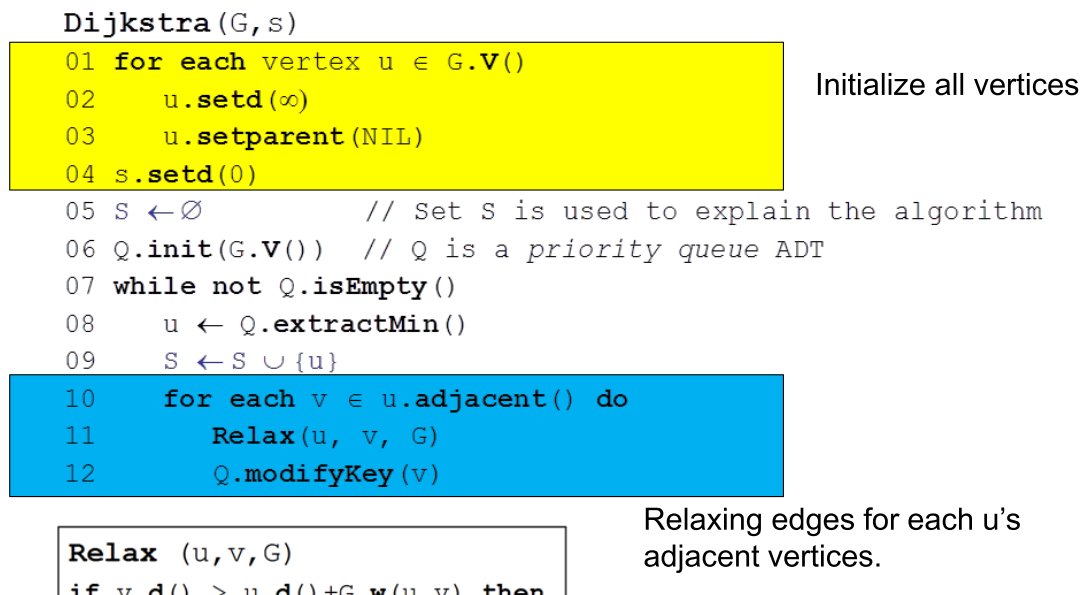 Dijkstra(G,s)
01 for each vertex u ∈ G.V()
Initialize all vertices
02 u.setd(∞)
03 u.setparent(NIL)
04 s.setd(0)
05 S ←∅ // Set S is used to explain the algorithm
06 Q.init(G.V()) // Q is a priority queue ADT
07 while not Q.isEmpty()
08 u ← Q.extractMin()
09 S ←S ∪ {u}
10 for each v ∈ u.adjacent() do
11 Relax(u, v, G)
12 Q.modifyKey(v)
Relaxing edges for each u’s
adjacent vertices.
Relax (u,v,G)
if v.d() > u.d()+G.w(u,v) then